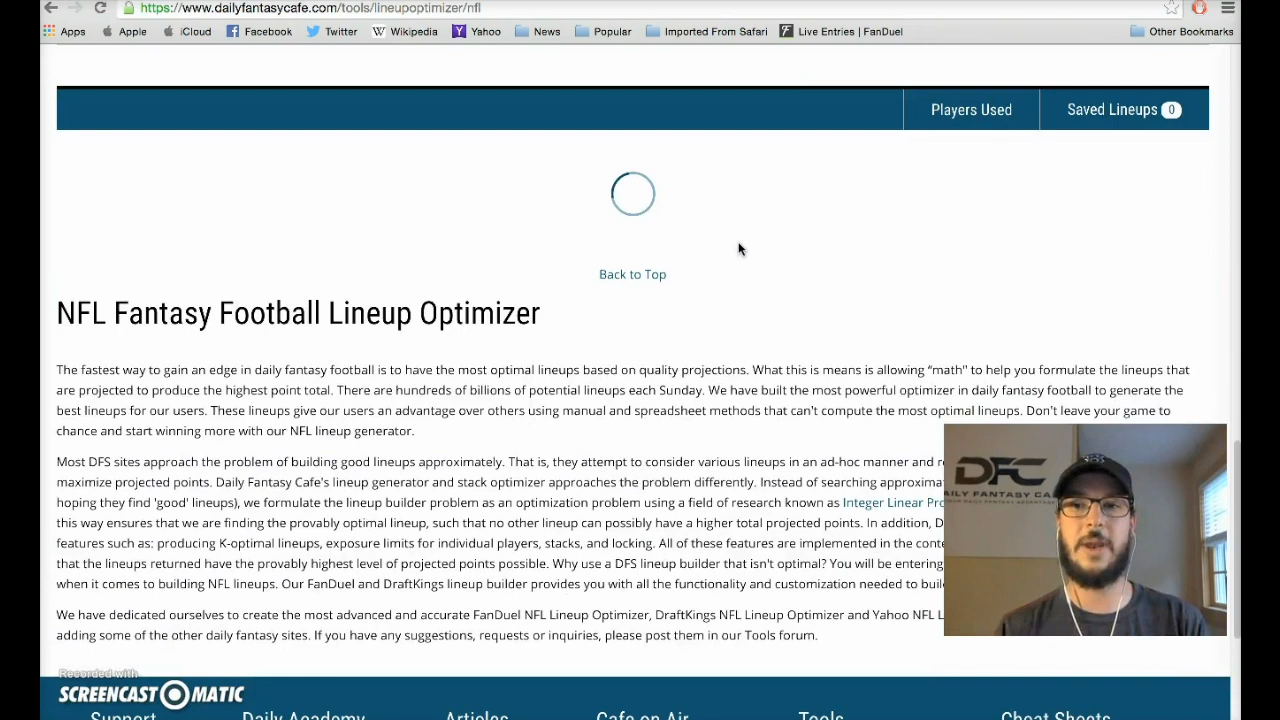 https://www.dailyfantasycafe.com/tools/lineupoptimizer/nfl
Apps Apple iCloud Facebook Twitter Wikipedia Yahoo News Popular Imported From Safari Live Entries | FanDuel Other Bookmarks
Players Used Saved Lineups 0
Back to Top
NFL Fantasy Football Lineup Optimizer
The fastest way to gain an edge in daily fantasy football is to have the most optimal lineups based on quality projections. What this is means is allowing “math” to help you formulate the lineups that
are projected to produce the highest point total. There are hundreds of billions of potential lineups each Sunday. We have built the most powerful optimizer in daily fantasy football to generate the
best lineups for our users. These lineups give our users an advantage over others using manual and spreadsheet methods that can't compute the most optimal lineups. Don't leave your game to
chance and start winning more with our NFL lineup generator.
Most DFS sites approach the problem of building good lineups approximately. That is, they attempt to consider various lineups in an ad-hoc manner and
maximize projected points. Daily Fantasy Cafe's lineup generator and stack optimizer approaches the problem differently. Instead of searching
hoping they find 'good' lineups), we formulate the lineup builder problem as an optimization problem using a field of research known as Integer Linear
this way ensures that we are finding the provably optimal lineup, such that no other lineup can possibly have a higher total projected points. In addition,
features such as: producing K-optimal lineups, exposure limits for individual players, stacks, and locking. All of these features are implemented in the
that the lineups returned have the provably highest level of projected points possible. Why use a DFS lineup builder that isn't optimal? You will be entering
when it comes to building NFL lineups. Our FanDuel and DraftKings lineup builder provides you with all the functionality and customization needed to
We have dedicated ourselves to create the most advanced and accurate FanDuel NFL Lineup Optimizer, DraftKings NFL Lineup Optimizer and Yahoo NFL
adding some of the other daily fantasy sites. If you have any suggestions, requests or inquiries, please post them in our Tools forum.
DFC
DAILY FANTASY CAFE
Recorded with
SCREENCAST-O-MATIC
Support Daily Academy Articles Cafe on Air Tools Cheat Sheets